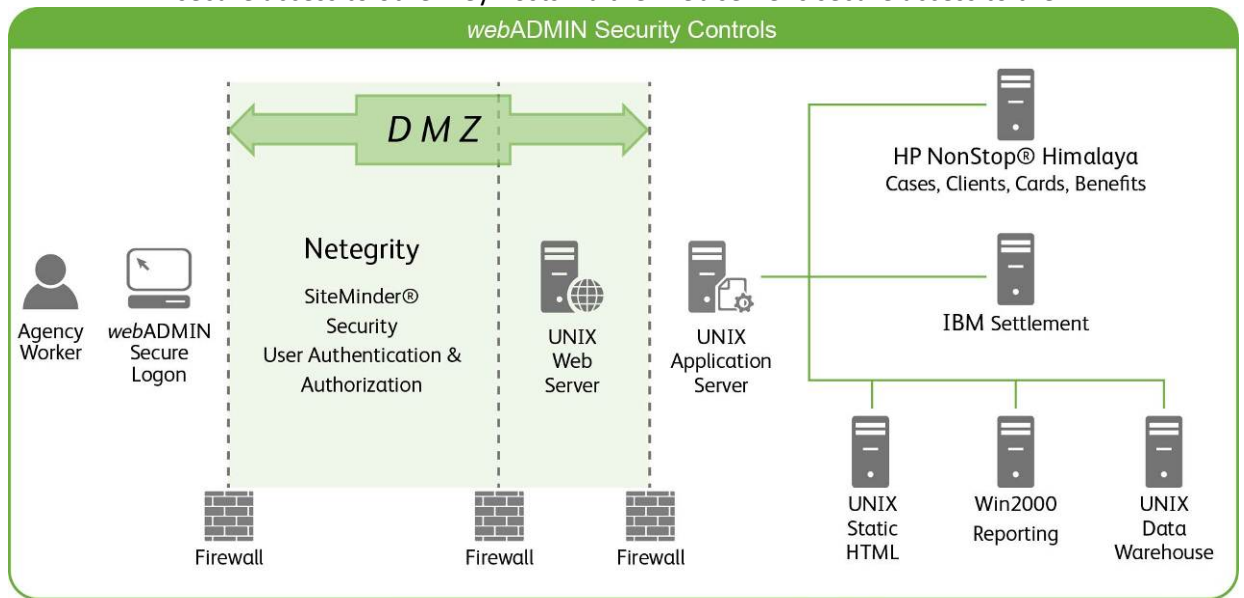 webADMIN Security Controls
DMZ
HP NonStop® Himalaya
Cases, Clients, Cards, Benefits
Netegrity
SiteMinder®
Security
User Authentication &
Authorization
Agency
Worker
webADMIN
Secure
Logon
UNIX
Web
Server
UNIX
Application
Server
IBM Settlement
UNIX
Static
HTML
Win2000
Reporting
UNIX
Data
Warehouse
Firewall
Firewall
Firewall